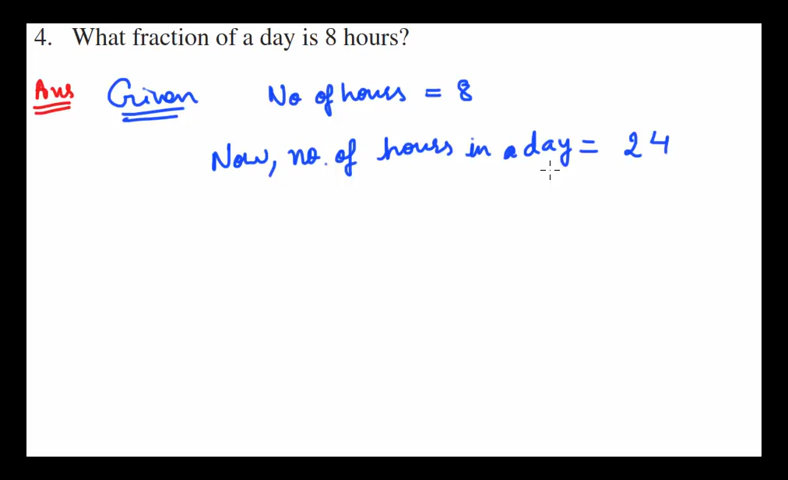 4. What fraction of a day is 8 hours?
Ans Given No of hours = 8
Now, no. of hours in a day = 24